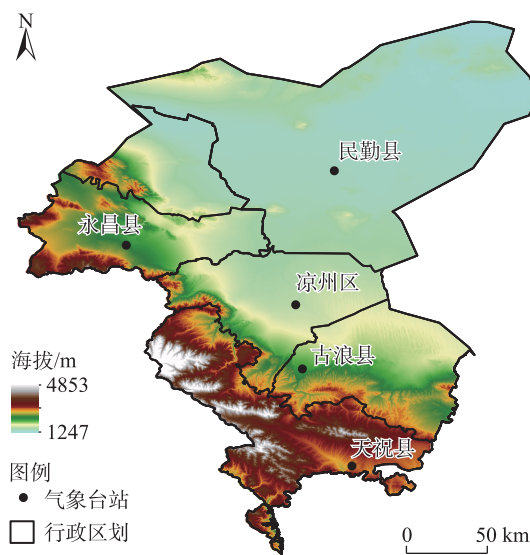 N
民勤县
永昌县
凉州区
古浪县
海拔/m
4853
1247
天祝县
图例
气象台站
行政区划
0 50 km